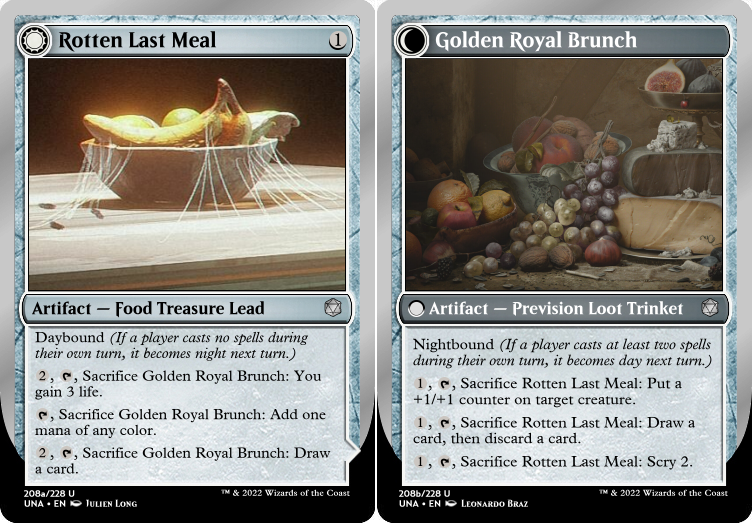 Rotten Last Meal 1
Artifact — Food Treasure Lead
Daybound (If a player casts no spells during
their own turn, it becomes night next turn.)
2, , Sacrifice Golden Royal Brunch: You
gain 3 life.
, Sacrifice Golden Royal Brunch: Add one
mana of any color.
2, , Sacrifice Golden Royal Brunch: Draw
a card.
208a/228 U
UNA • EN Julien Long
™ & 2022 Wizards of the Coast
Golden Royal Brunch
Artifact — Prevision Loot Trinket
Nightbound (If a player casts at least two spells
during their own turn, it becomes day next turn.)
1, , Sacrifice Rotten Last Meal: Put a
+1/+1 counter on target creature.
1, , Sacrifice Rotten Last Meal: Draw a
card, then discard a card.
1, , Sacrifice Rotten Last Meal: Scry 2.
208b/228 U
UNA • EN Leonardo Braz
™ & 2022 Wizards of the Coast